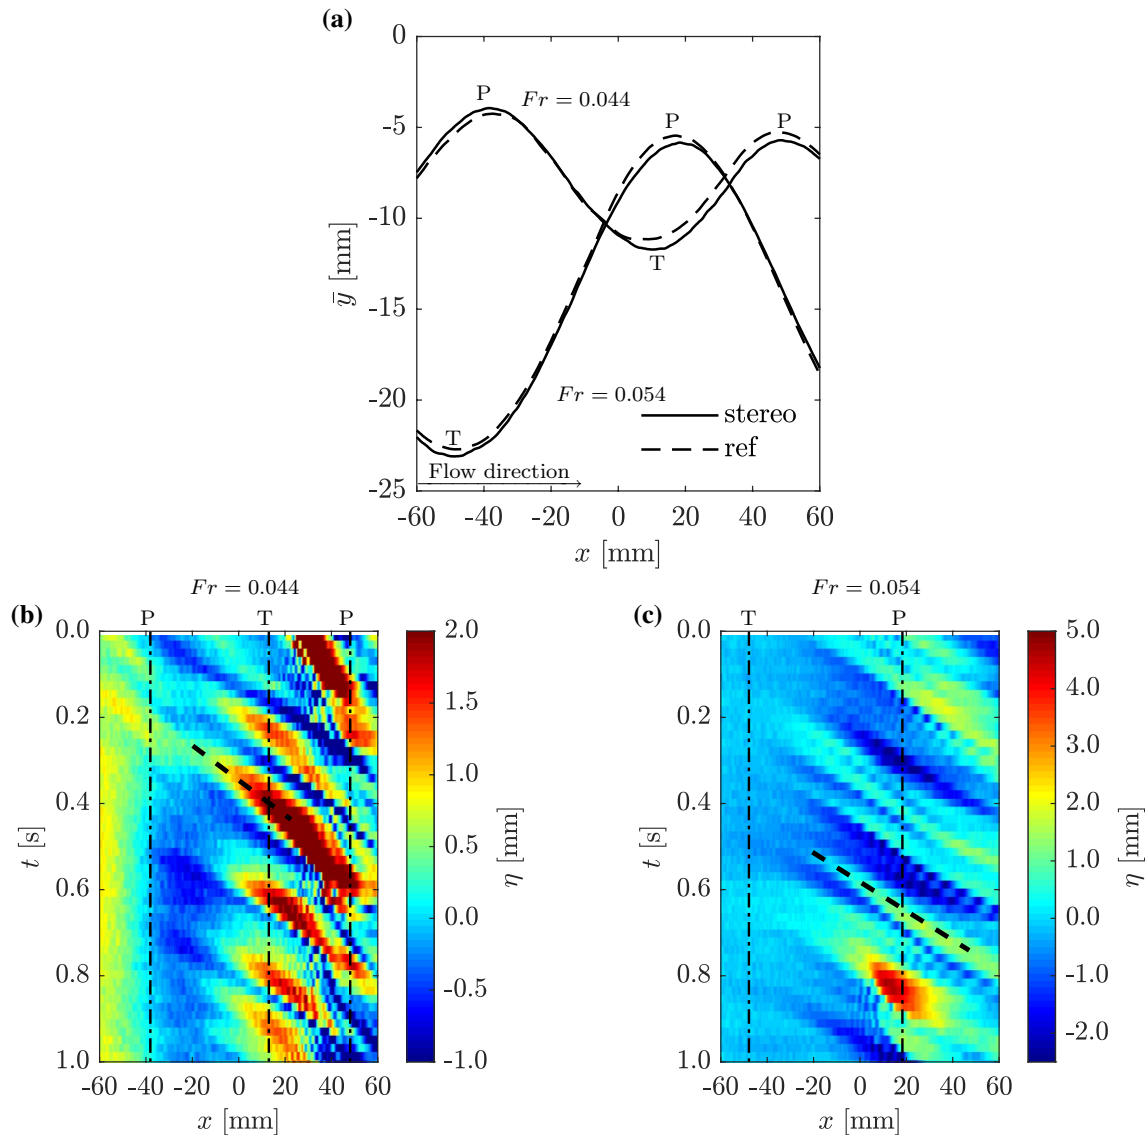 (a)
0
-5
-10
-15
-20
-25
ȳ [mm]
P
Fr = 0.044
P
P
T
Fr = 0.054
T
stereo
ref
Flow direction
-60 -40 -20 0 20 40 60
x [mm]
(b)
Fr = 0.044
P T P
0.0
0.2
0.4
0.6
0.8
1.0
t [s]
-60 -40 -20 0 20 40 60
x [mm]
2.0
1.5
1.0
0.5
0.0
-0.5
-1.0
η [mm]
(c)
Fr = 0.054
T P
0.0
0.2
0.4
0.6
0.8
1.0
t [s]
-60 -40 -20 0 20 40 60
x [mm]
5.0
4.0
3.0
2.0
1.0
0.0
-1.0
-2.0
η [mm]